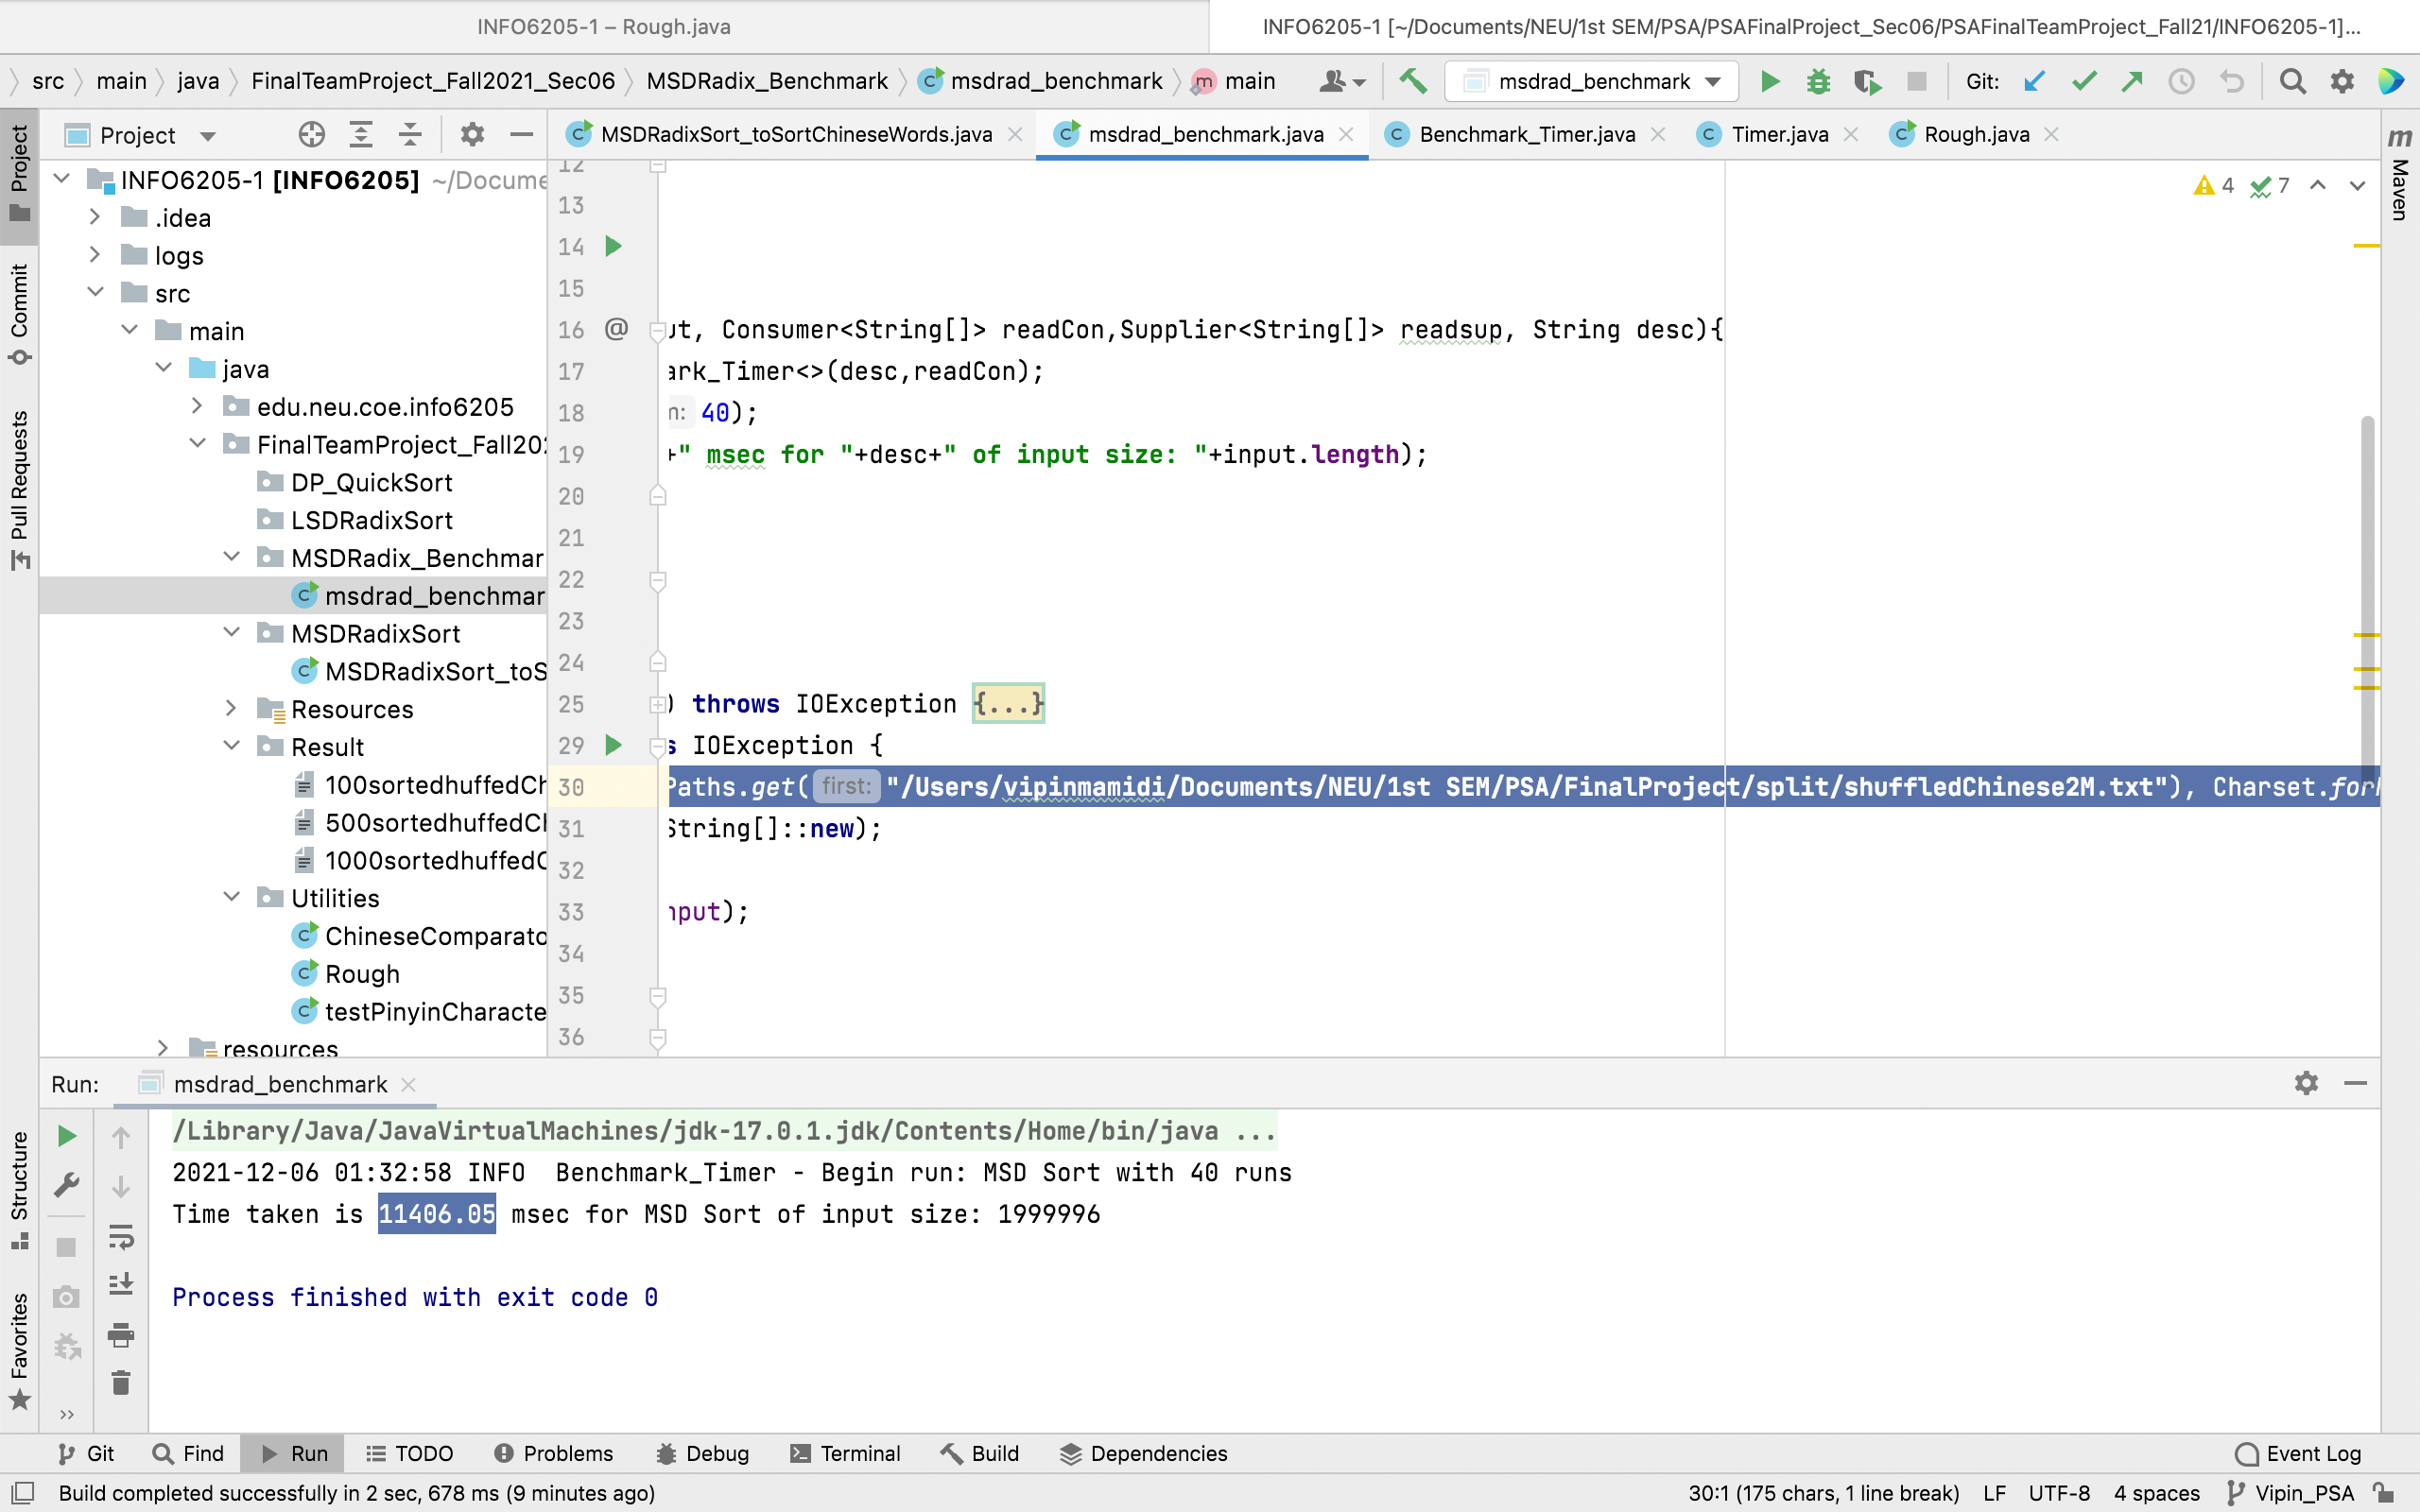 INFO6205-1 – Rough.java
INFO6205-1 [~/Documents/NEU/1st SEM/PSA/PSAFinalProject_Sec06/PSAFinalTeamProject_Fall21/INFO6205-1]...
src main java FinalTeamProject_Fall2021_Sec06 MSDRadix_Benchmark msdrad_benchmark main
msdrad_benchmark Git:
Project
MSDRadixSort_toSortChineseWords.java msdrad_benchmark.java Benchmark_Timer.java Timer.java Rough.java
Project
Commit
Pull Requests
Structure
Favorites
m Maven
INFO6205-1 [INFO6205] ~/Docume
.idea
logs
src
main
java
edu.neu.coe.info6205
FinalTeamProject_Fall20
DP_QuickSort
LSDRadixSort
MSDRadix_Benchmar
msdrad_benchmar
MSDRadixSort
MSDRadixSort_toS
Resources
Result
100sortedhuffedCh
500sortedhuffedCh
1000sortedhuffedC
Utilities
ChineseComparato
Rough
testPinyinCharacte
resources
4 7
12
13
14
15
16 @ ut, Consumer<String[]> readCon,Supplier<String[]> readsup, String desc){
17 ark_Timer<>(desc,readCon);
18 m: 40);
19 +" msec for "+desc+" of input size: "+input.length);
20
21
22
23
24
25 ) throws IOException {...}
29 s IOException {
30 Paths.get( first: "/Users/vipinmamidi/Documents/NEU/1st SEM/PSA/FinalProject/split/shuffledChinese2M.txt"), Charset.forN
31 String[]::new);
32
33 nput);
34
35
36
Run: msdrad_benchmark
/Library/Java/JavaVirtualMachines/jdk-17.0.1.jdk/Contents/Home/bin/java ...
2021-12-06 01:32:58 INFO  Benchmark_Timer - Begin run: MSD Sort with 40 runs
Time taken is 11406.05 msec for MSD Sort of input size: 1999996
Process finished with exit code 0
Git Find Run TODO Problems Debug Terminal Build Dependencies Event Log
Build completed successfully in 2 sec, 678 ms (9 minutes ago) 30:1 (175 chars, 1 line break) LF UTF-8 4 spaces Vipin_PSA